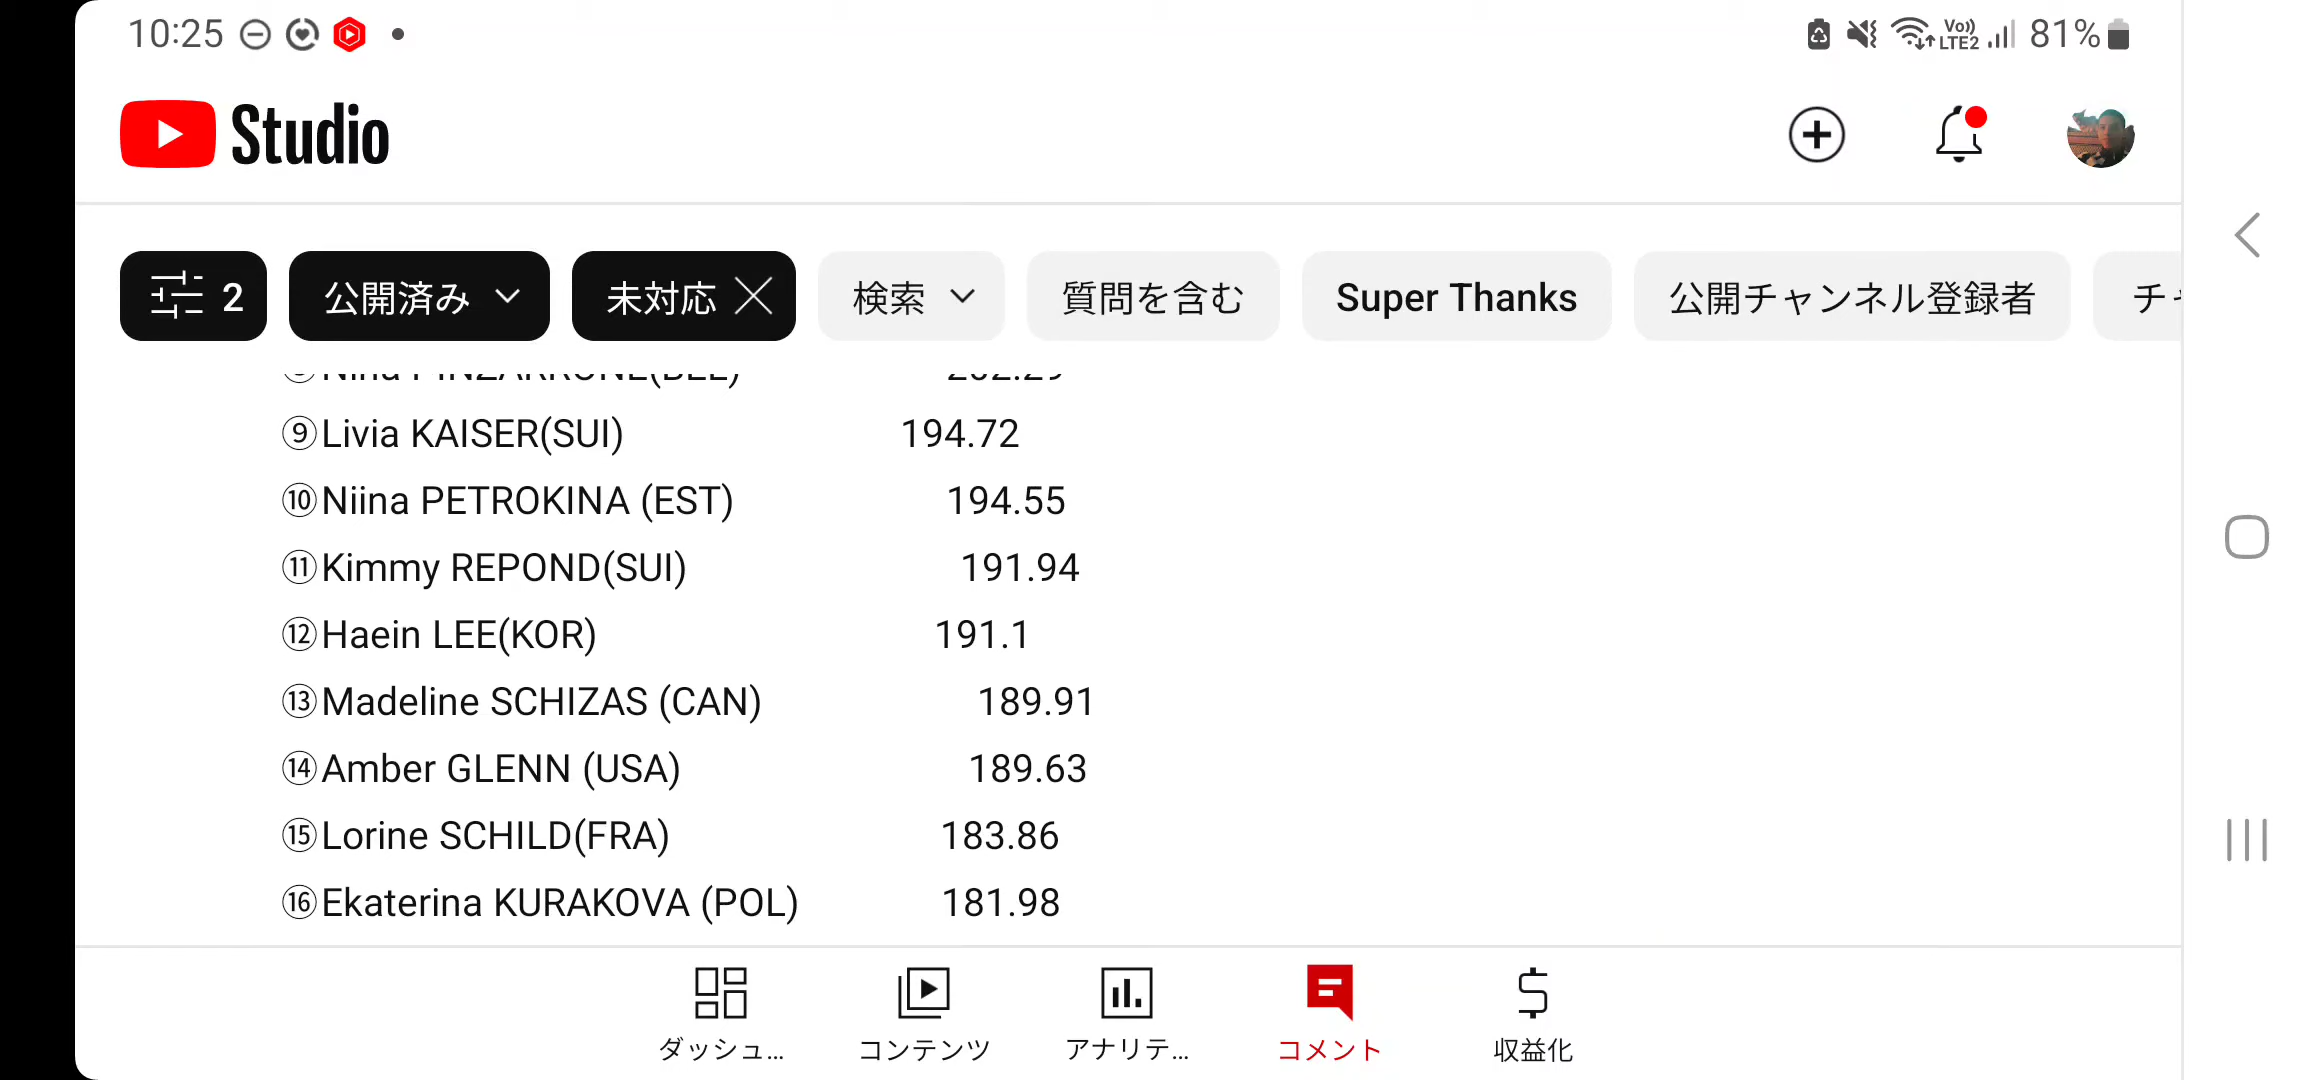 10:25 Vo)) LTE2 81%
Studio
2 公開済み 未対応 検索 質問を含む Super Thanks 公開チャンネル登録者 チャ
⑨Livia KAISER(SUI) 194.72
⑩Niina PETROKINA (EST) 194.55
⑪Kimmy REPOND(SUI) 191.94
⑫Haein LEE(KOR) 191.1
⑬Madeline SCHIZAS (CAN) 189.91
⑭Amber GLENN (USA) 189.63
⑮Lorine SCHILD(FRA) 183.86
⑯Ekaterina KURAKOVA (POL) 181.98
ダッシュ... コンテンツ アナリテ... コメント 収益化